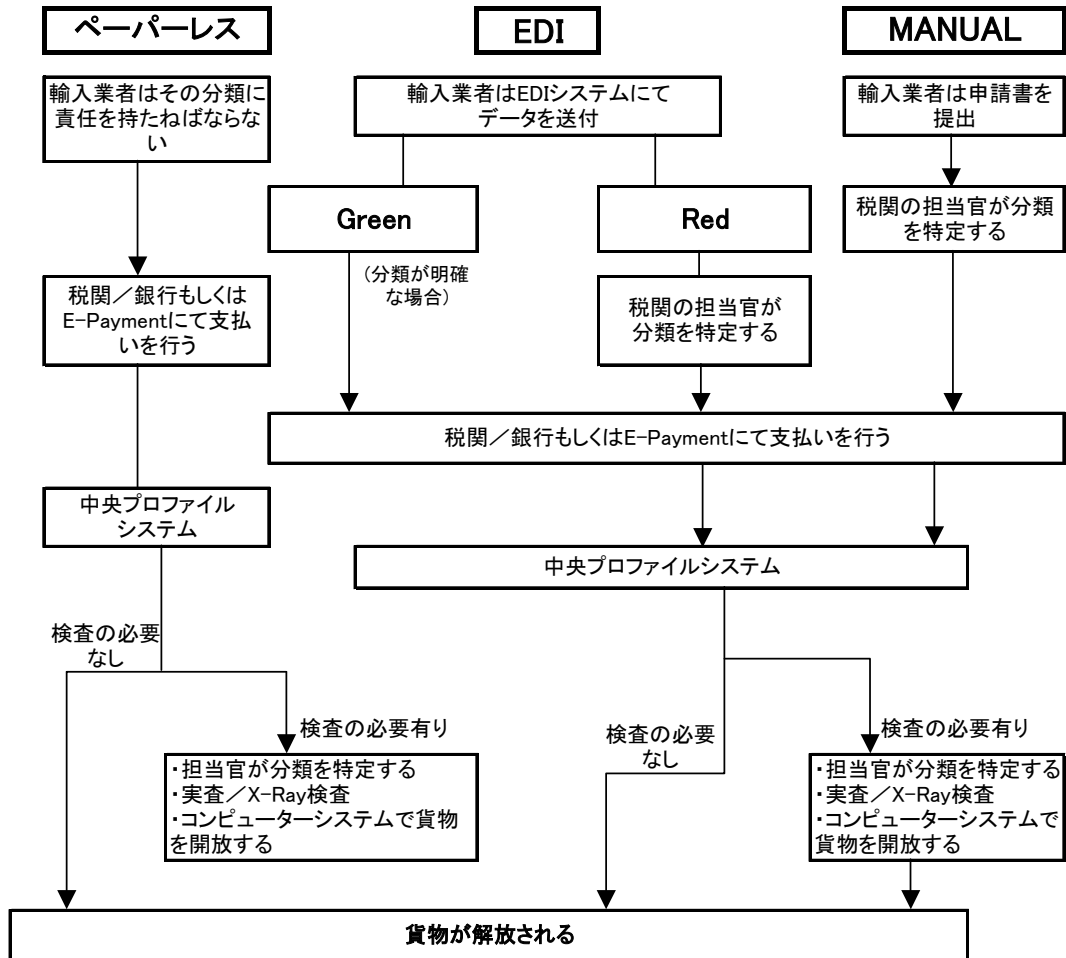 ペーパーレス
EDI
MANUAL
輸入業者はその分類に
責任を持たねばならな
い
輸入業者はEDIシステムにて
データを送付
輸入業者は申請書を
提出
Green
Red
税関の担当官が分類
を特定する
(分類が明確
な場合)
税関／銀行もしくは
E-Paymentにて支払
いを行う
税関の担当官が
分類を特定する
税関／銀行もしくはE-Paymentにて支払いを行う
中央プロファイル
システム
中央プロファイルシステム
検査の必要
なし
検査の必要有り
・担当官が分類を特定する
・実査／X-Ray検査
・コンピューターシステムで貨物
を開放する
検査の必要
なし
検査の必要有り
・担当官が分類を特定する
・実査／X-Ray検査
・コンピューターシステムで
貨物を開放する
貨物が解放される